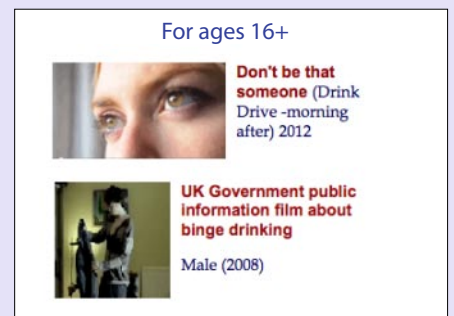 For ages 16+
Don't be that
someone (Drink
Drive -morning
after) 2012
UK Government public
information film about
binge drinking
Male (2008)